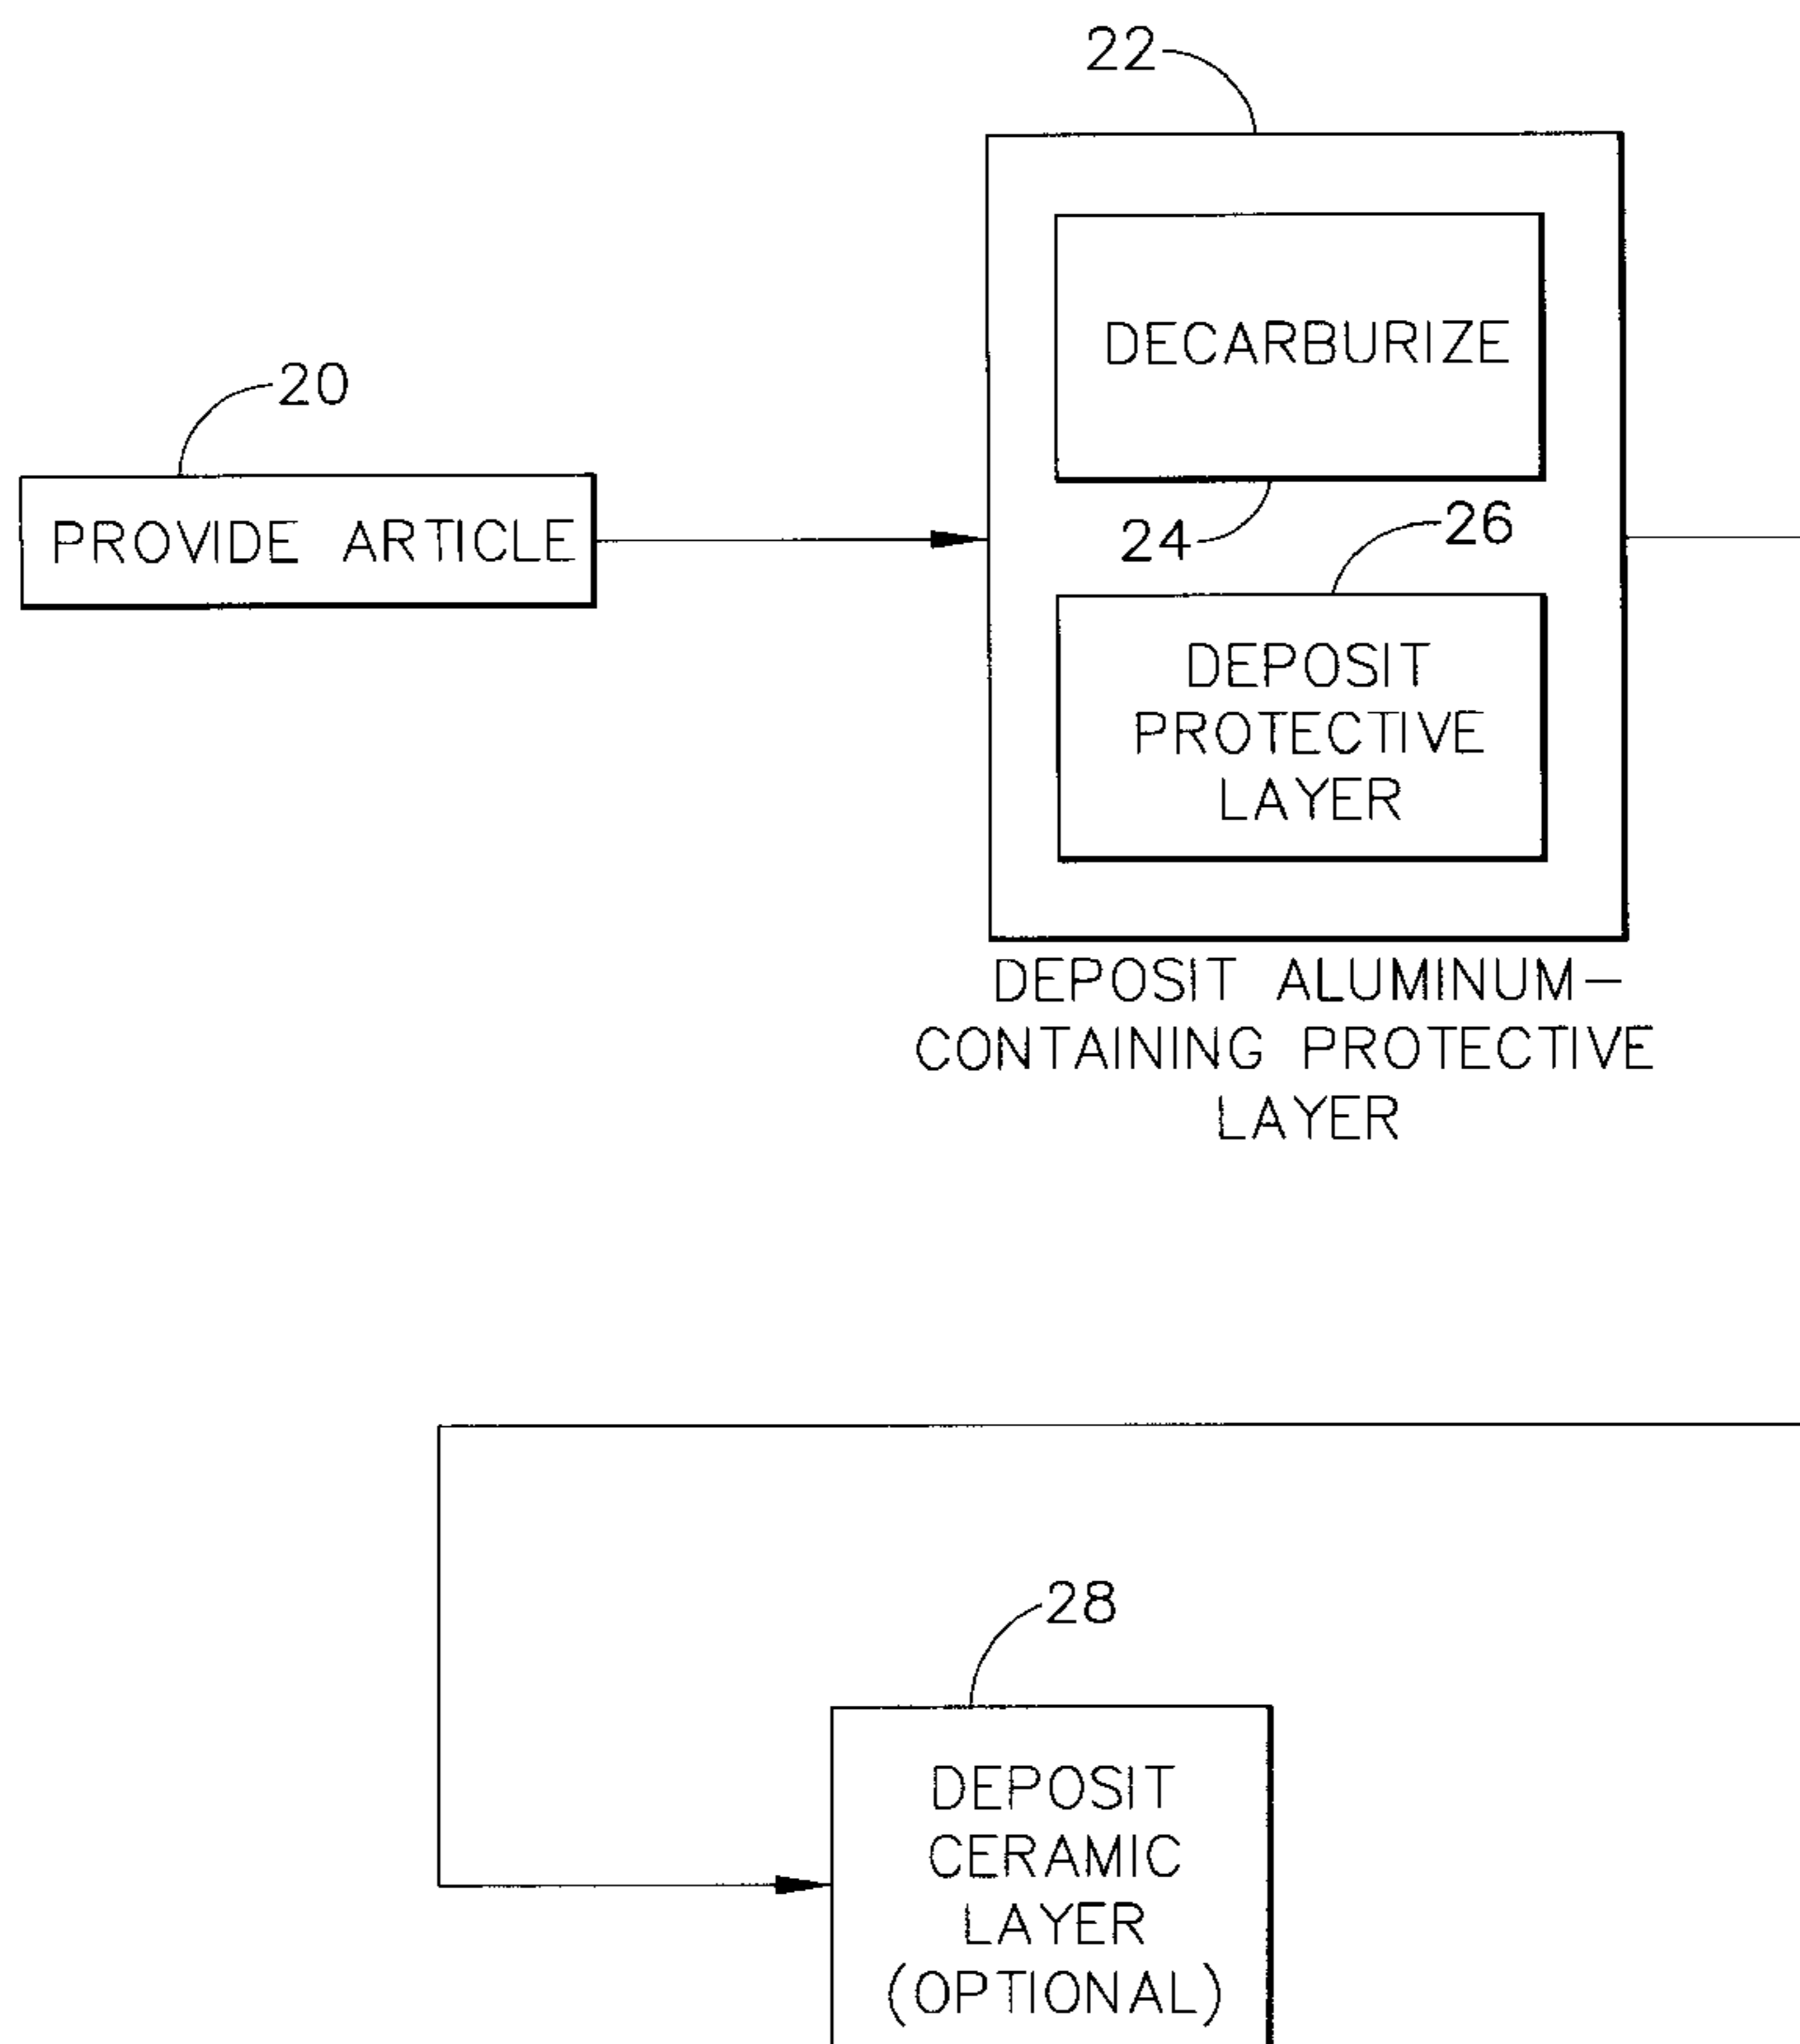 22
DECARBURIZE
20
PROVIDE ARTICLE
24
26
DEPOSIT
PROTECTIVE
LAYER
DEPOSIT ALUMINUM–
CONTAINING PROTECTIVE
LAYER
28
DEPOSIT
CERAMIC
LAYER
(OPTIONAL)